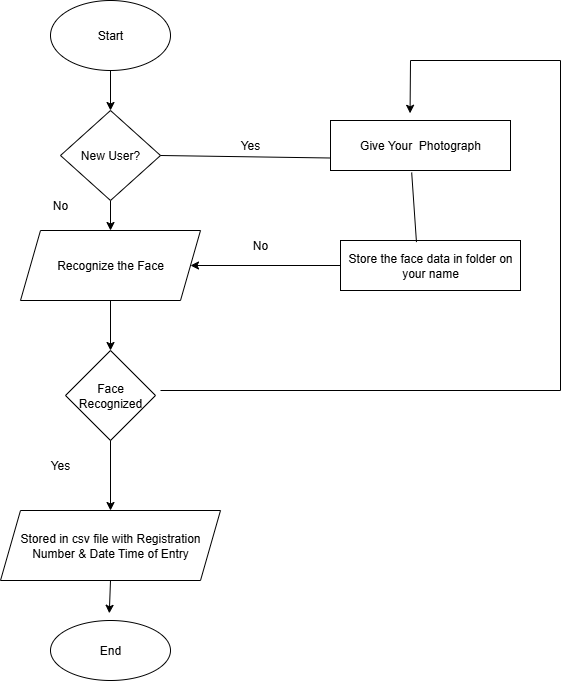 Start
New User?
Yes
Give Your  Photograph
No
Recognize the Face
No
Store the face data in folder on
your name
Face
Recognized
Yes
Stored in csv file with Registration
Number & Date Time of Entry
End